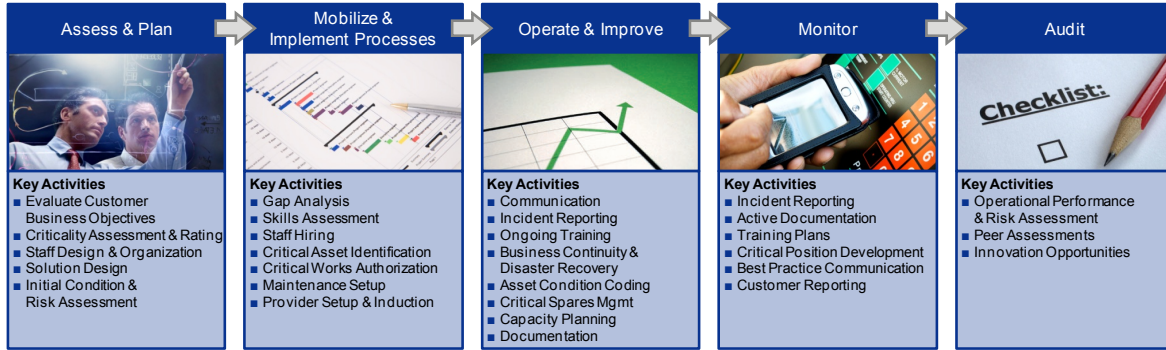 Assess & Plan
Key Activities
Evaluate Customer
Business Objectives
Criticality Assessment & Rating
Staff Design & Organization
Solution Design
Initial Condition &
Risk Assessment
Mobilize &
Implement Processes
Key Activities
Gap Analysis
Skills Assessment
Staff Hiring
Critical Asset Identification
Critical Works Authorization
Maintenance Setup
Provider Setup & Induction
Operate & Improve
Key Activities
Communication
Incident Reporting
Ongoing Training
Business Continuity &
Disaster Recovery
Asset Condition Coding
Critical Spares Mgmt
Capacity Planning
Documentation
Monitor
Key Activities
Incident Reporting
Active Documentation
Training Plans
Critical Position Development
Best Practice Communication
Customer Reporting
Audit
Checklist:
Key Activities
Operational Performance
& Risk Assessment
Peer Assessments
Innovation Opportunities